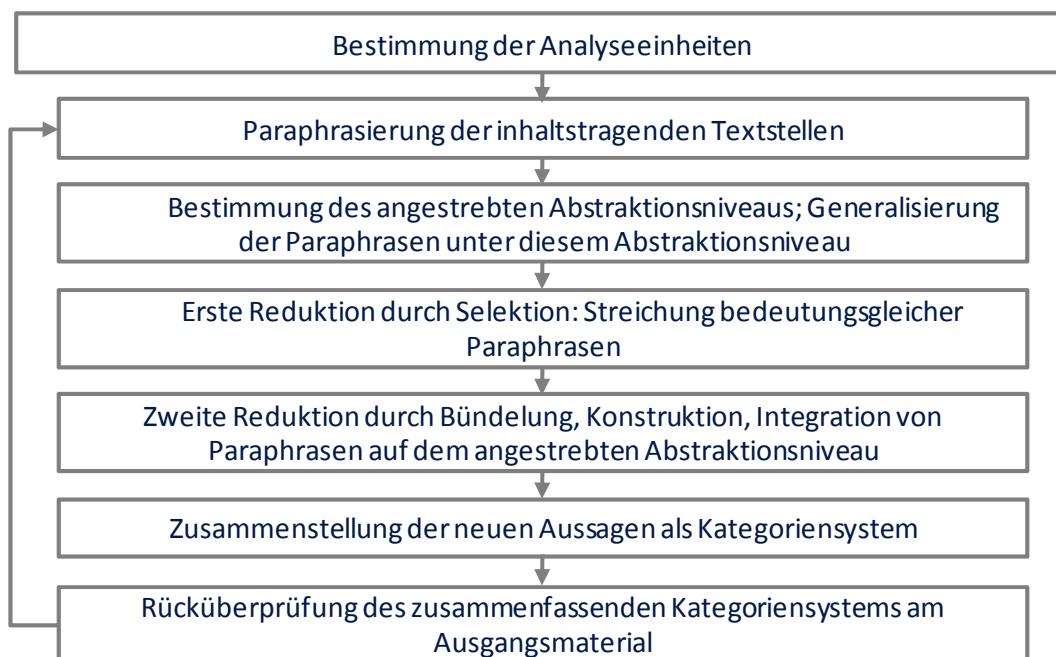 Bestimmung der Analyseeinheiten
Paraphrasierung der inhaltstragenden Textstellen
Bestimmung des angestrebten Abstraktionsniveaus; Generalisierung
der Paraphrasen unter diesem Abstraktionsniveau
Erste Reduktion durch Selektion: Streichung bedeutungsgleicher
Paraphrasen
Zweite Reduktion durch Bündelung, Konstruktion, Integration von
Paraphrasen auf dem angestrebten Abstraktionsniveau
Zusammenstellung der neuen Aussagen als Kategoriensystem
Rücküberprüfung des zusammenfassenden Kategoriensystems am
Ausgangsmaterial